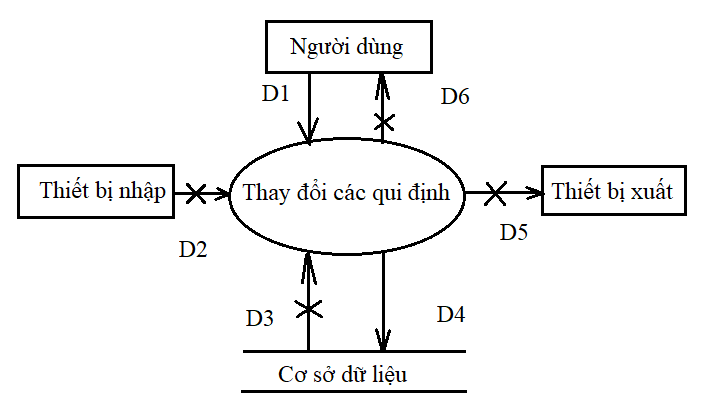 Người dùng
D1
D6
Thiết bị nhập
Thay đổi các qui định
Thiết bị xuất
D2
D5
D3
D4
Cơ sở dữ liệu